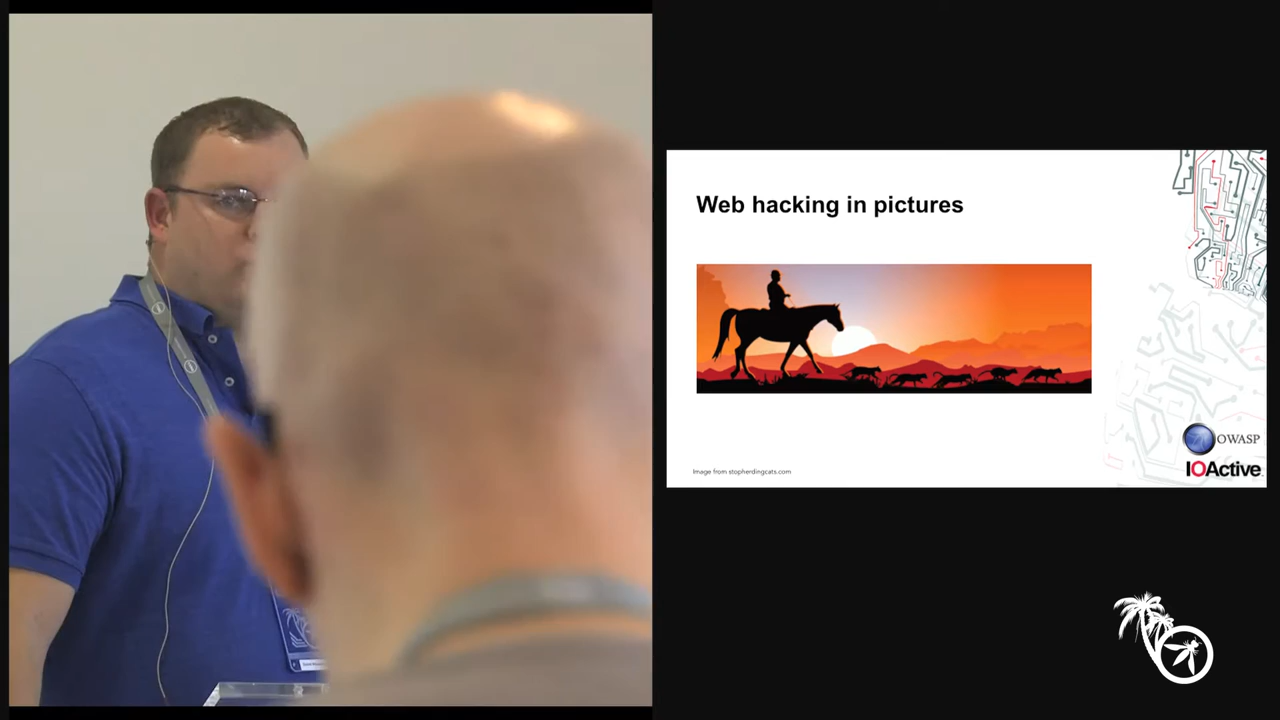 Web hacking in pictures
OWASP
IOActive
Image from stopherdingcats.com